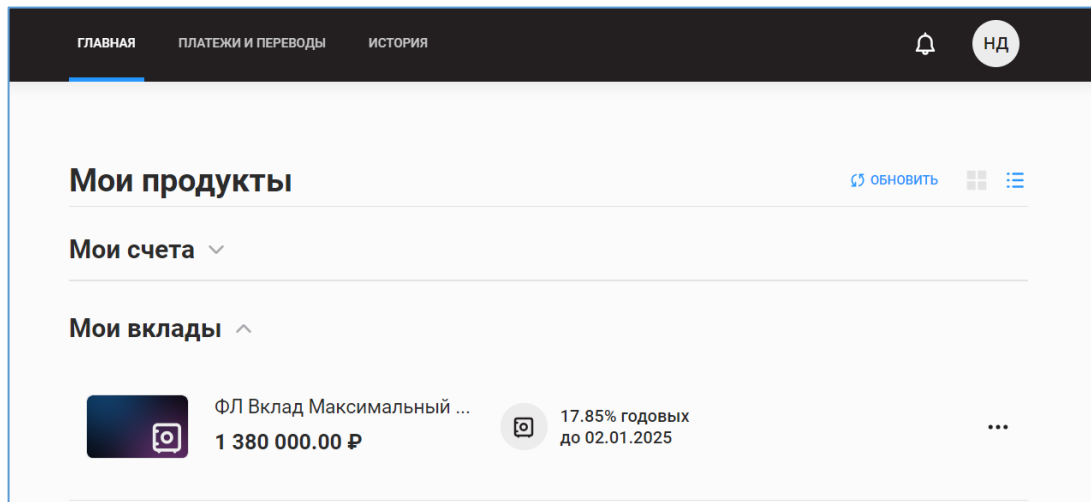 ГЛАВНАЯ ПЛАТЕЖИ И ПЕРЕВОДЫ ИСТОРИЯ НД
Мои продукты ОБНОВИТЬ
Мои счета
Мои вклады
ФЛ Вклад Максимальный ...
1 380 000.00 ₽
17.85% годовых
до 02.01.2025